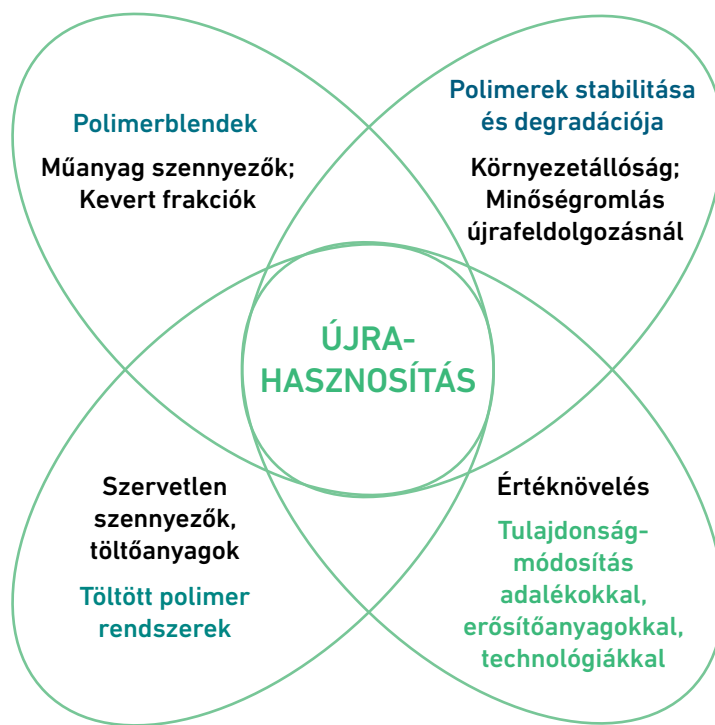 Polimerblendek
Műanyag szennyezők;
Kevert frakciók
Polimerek stabilitása
és degradációja
Környezetállóság;
Minőségromlás
újrafeldolgozásnál
ÚJRA-
HASZNOSÍTÁS
Szervetlen
szennyezők,
töltőanyagok
Töltött polimer
rendszerek
Értéknövelés
Tulajdonság-
módosítás
adalékokkal,
erősítőanyagokkal,
technológiákkal